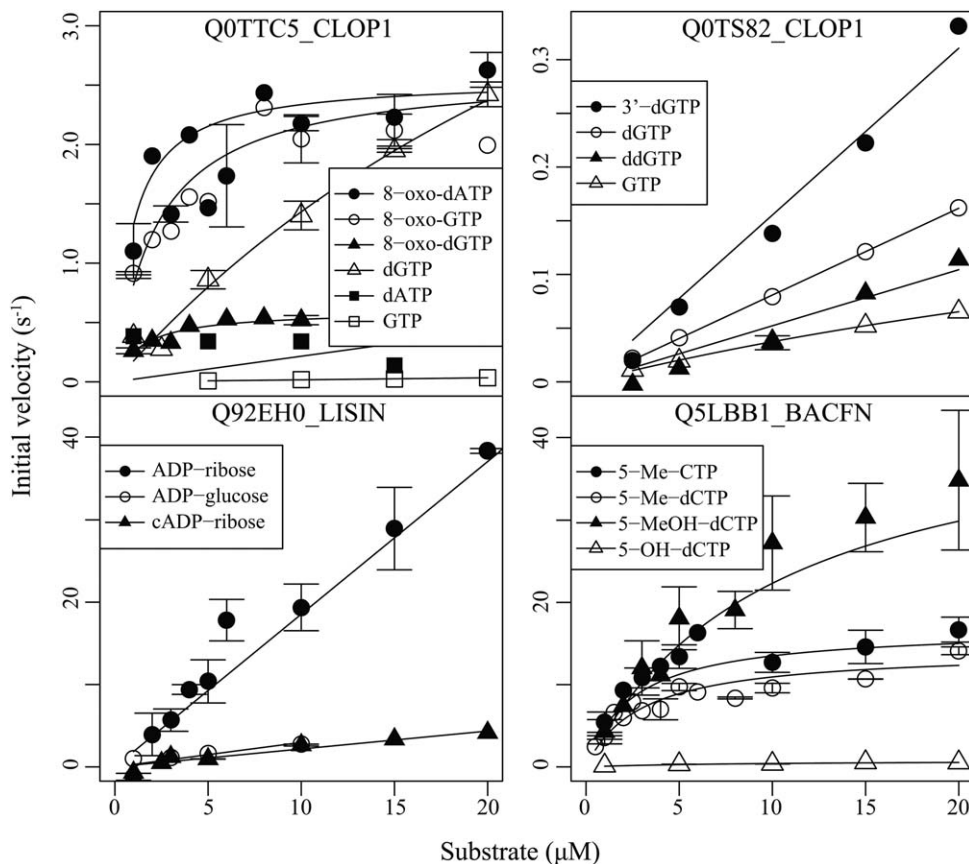 Q0TTC5_CLOP1
3.0
2.0
1.0
0
8-oxo-dATP
8-oxo-GTP
8-oxo-dGTP
dGTP
dATP
GTP
Q0TS82_CLOP1
0.3
0.2
0.1
0
3'-dGTP
dGTP
ddGTP
GTP
Initial velocity (s⁻¹)
Q92EH0_LISIN
40
20
0
ADP-ribose
ADP-glucose
cADP-ribose
0 5 10 15 20
Q5LBB1_BACFN
40
20
0
5-Me-CTP
5-Me-dCTP
5-MeOH-dCTP
5-OH-dCTP
0 5 10 15 20
Substrate (μM)